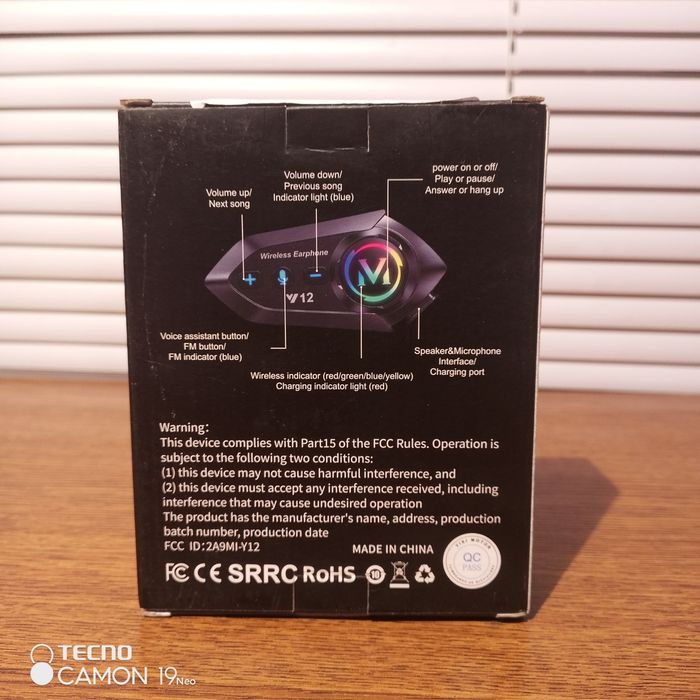 Volume down/
Previous song
Indicator light (blue)
power on or off/
Play or pause/
Answer or hang up
Volume up/
Next song
Wireless Earphone
12
Voice assistant button/
FM button/
FM indicator (blue)
Speaker&Microphone
Interface/
Charging port
Wireless indicator (red/green/blue/yellow)
Charging indicator light (red)
Warning:
This device complies with Part15 of the FCC Rules. Operation is
subject to the following two conditions:
(1) this device may not cause harmful interference, and
(2) this device must accept any interference received, including
interference that may cause undesired operation
The product has the manufacturer's name, address, production
batch number, production date
FCC ID:2A9MI-Y12
MADE IN CHINA
FC CE SRRC RoHS 10
QC
PASS
TECNO
CAMON 19Neo